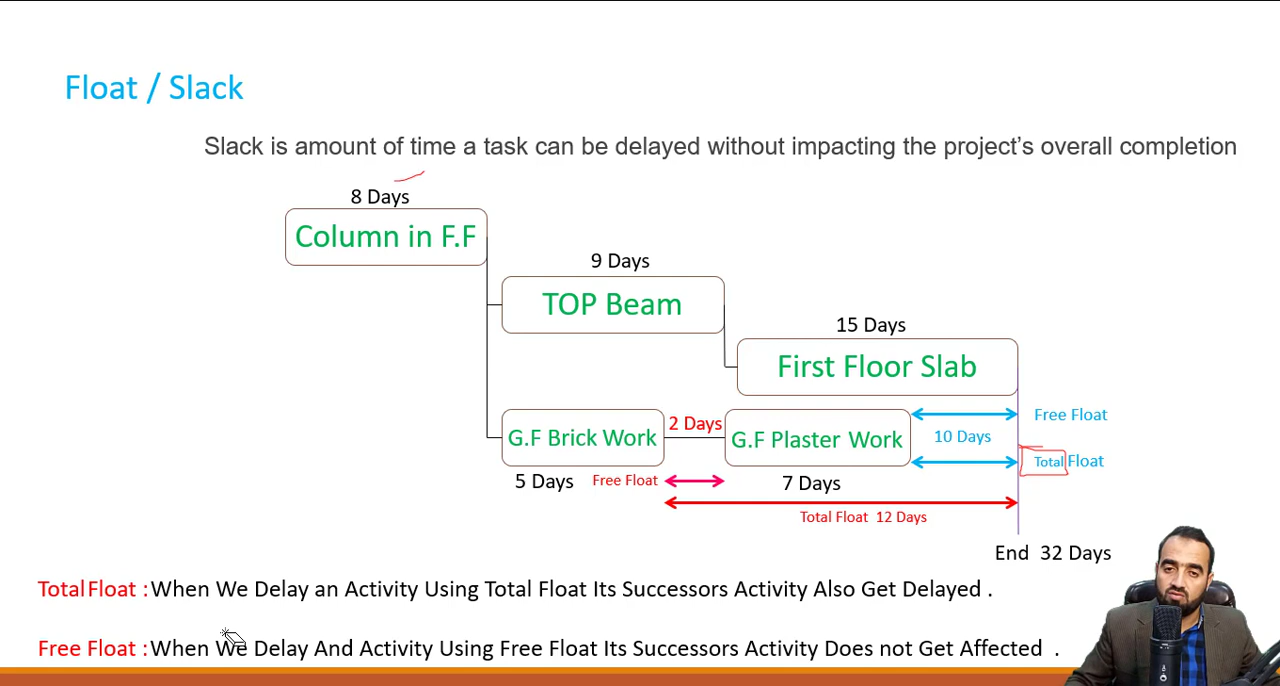 Float / Slack
Slack is amount of time a task can be delayed without impacting the project's overall completion
8 Days
Column in F.F
9 Days
TOP Beam
15 Days
First Floor Slab
G.F Brick Work
2 Days
G.F Plaster Work
Free Float
10 Days
Total Float
5 Days
Free Float
7 Days
Total Float 12 Days
End 32 Days
Total Float : When We Delay an Activity Using Total Float Its Successors Activity Also Get Delayed .
Free Float : When We Delay And Activity Using Free Float Its Successors Activity Does not Get Affected .